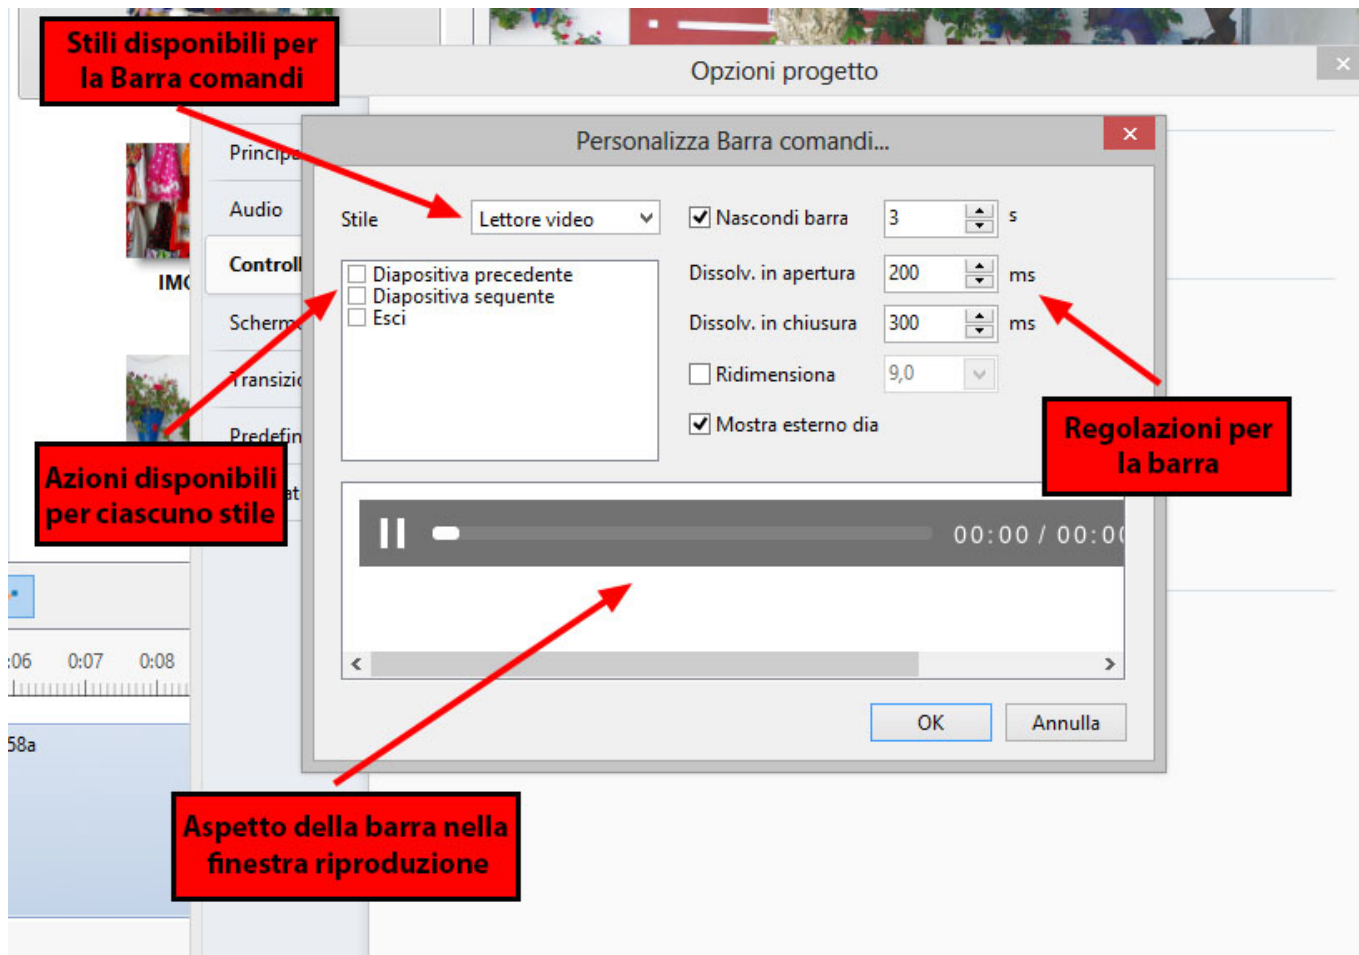 Stili disponibili per
la Barra comandi
Opzioni progetto
Personalizza Barra comandi...
Audio
Stile
Lettore video
Nascondi barra
3
s
Diapositiva precedente
Diapositiva seguente
Esci
Dissolv. in apertura
200
ms
Dissolv. in chiusura
300
ms
Ridimensiona
9,0
Mostra esterno dia
Regolazioni per
la barra
Azioni disponibili
per ciascuno stile
00:00 / 00:00
:06 0:07 0:08
58a
OK
Annulla
Aspetto della barra nella
finestra riproduzione